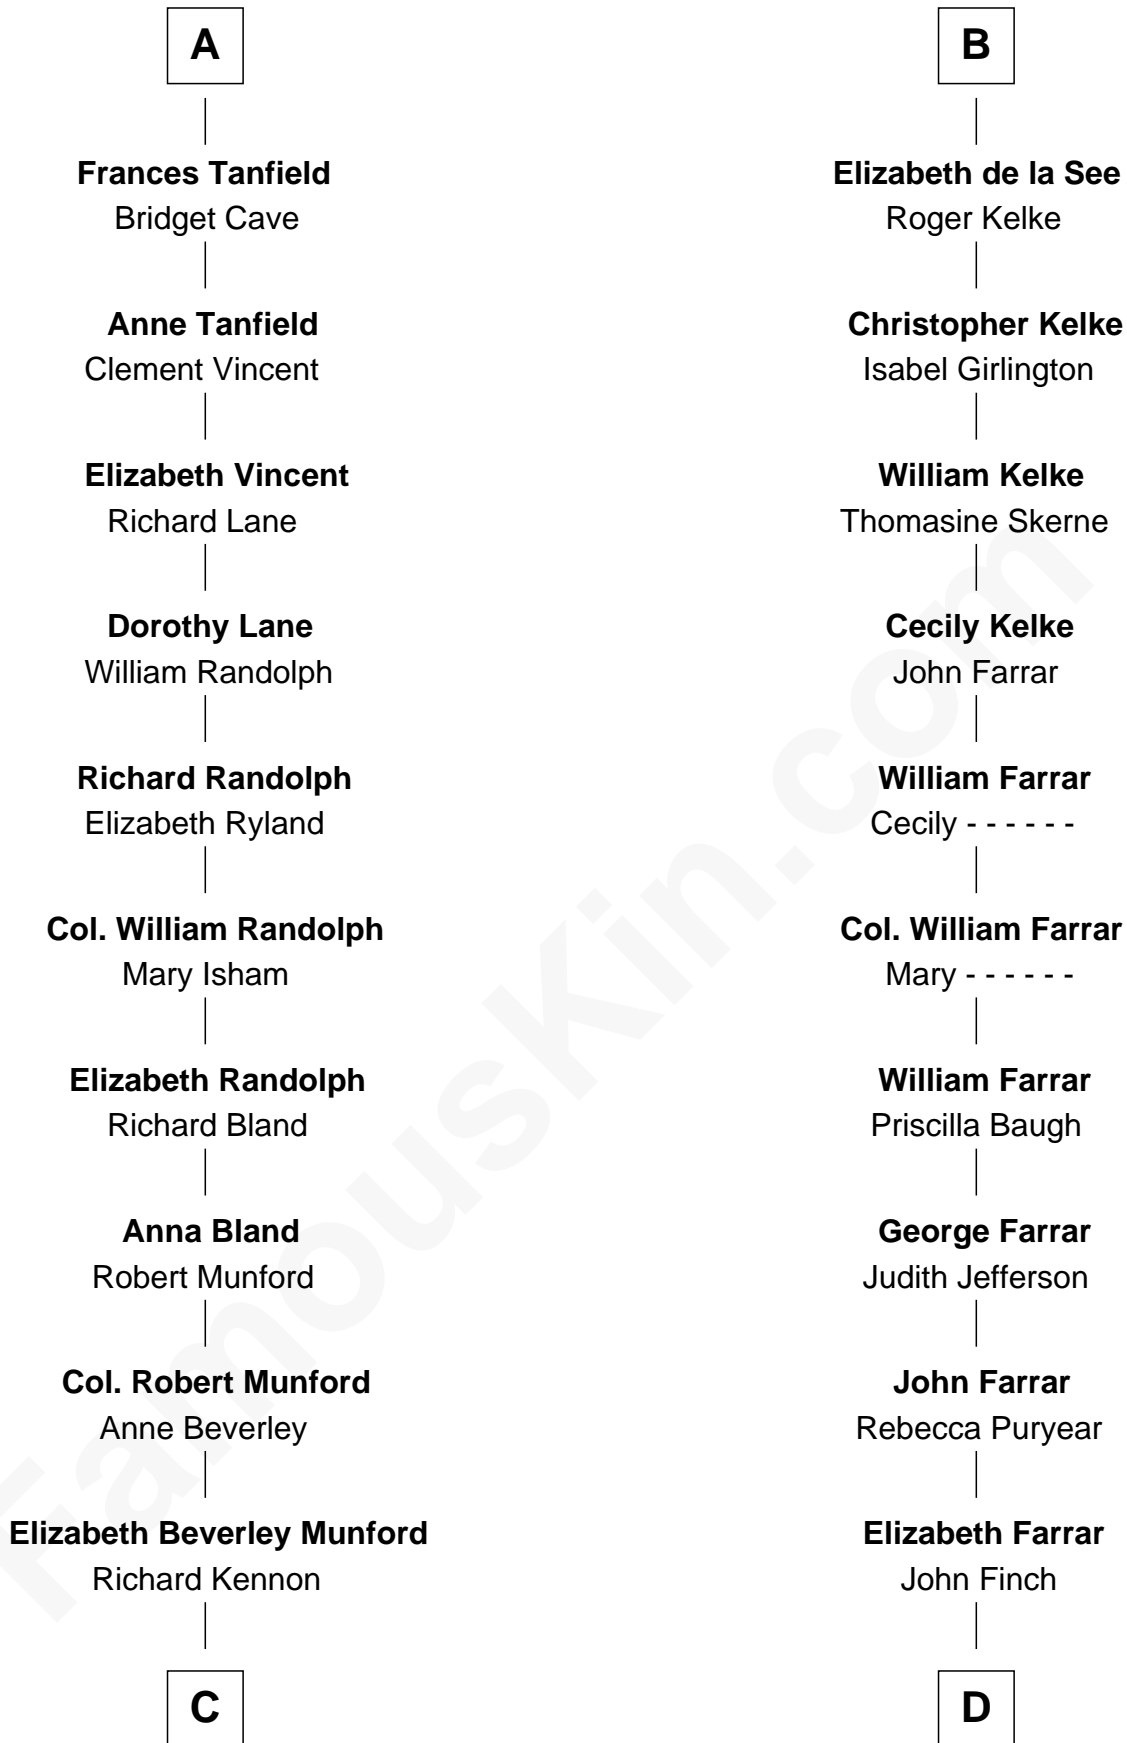 A
Frances Tanfield
Bridget Cave
Anne Tanfield
Clement Vincent
Elizabeth Vincent
Richard Lane
Dorothy Lane
William Randolph
Richard Randolph
Elizabeth Ryland
Col. William Randolph
Mary Isham
Elizabeth Randolph
Richard Bland
Anna Bland
Robert Munford
Col. Robert Munford
Anne Beverley
Elizabeth Beverley Munford
Richard Kennon
C
B
Elizabeth de la See
Roger Kelke
Christopher Kelke
Isabel Girlington
William Kelke
Thomasine Skerne
Cecily Kelke
John Farrar
William Farrar
Cecily - - - - - -
Col. William Farrar
Mary - - - - - -
William Farrar
Priscilla Baugh
George Farrar
Judith Jefferson
John Farrar
Rebecca Puryear
Elizabeth Farrar
John Finch
D
FamousKin.com